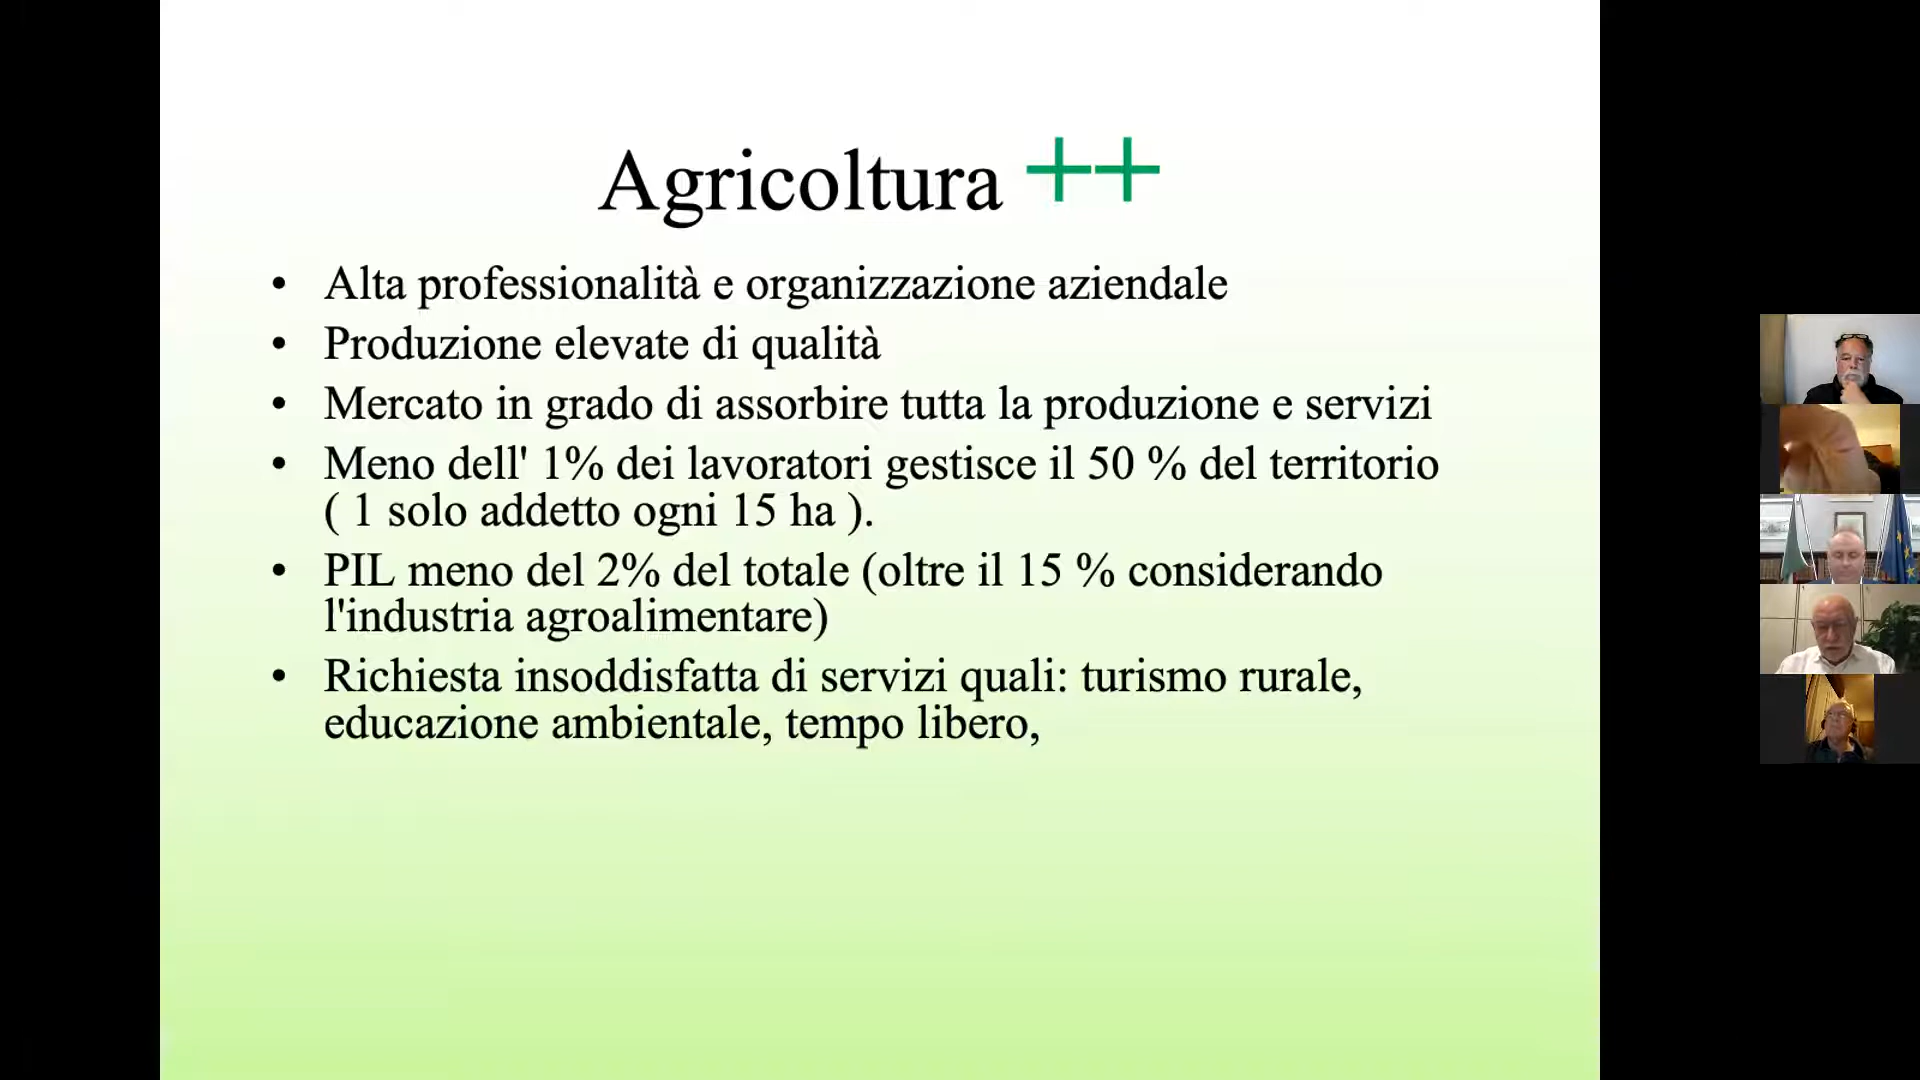 Agricoltura ++
• Alta professionalità e organizzazione aziendale
• Produzione elevate di qualità
• Mercato in grado di assorbire tutta la produzione e servizi
• Meno dell' 1% dei lavoratori gestisce il 50 % del territorio
( 1 solo addetto ogni 15 ha ).
• PIL meno del 2% del totale (oltre il 15 % considerando
l'industria agroalimentare)
• Richiesta insoddisfatta di servizi quali: turismo rurale,
educazione ambientale, tempo libero,